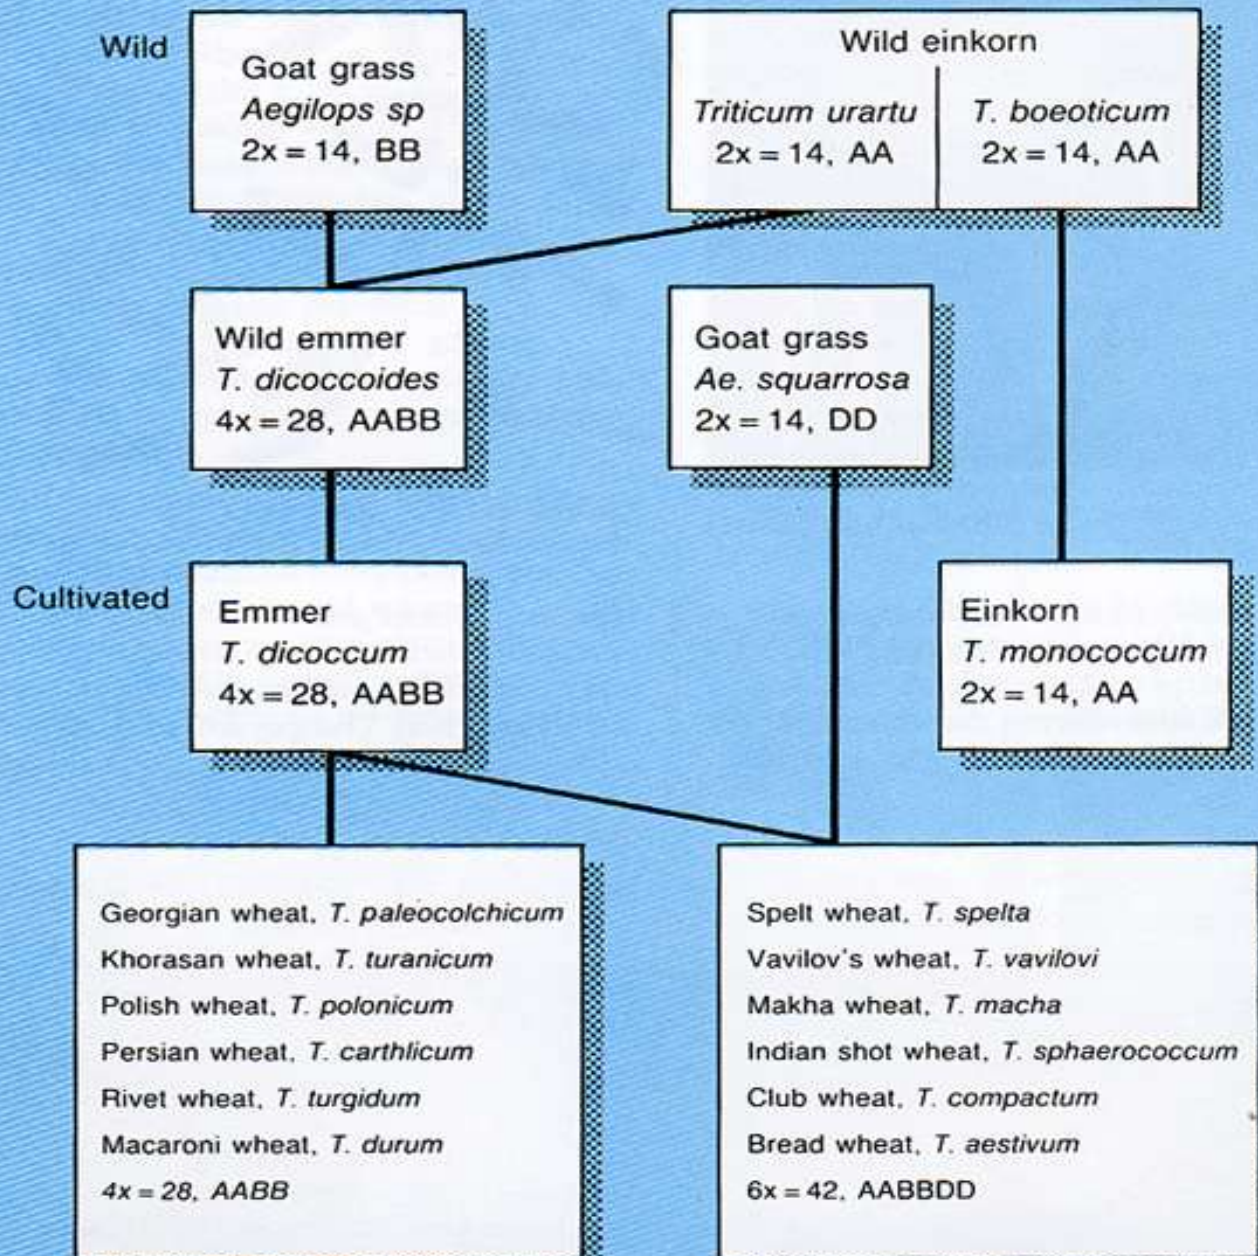 Wild
Goat grass
Aegilops sp
2x = 14, BB
Wild einkorn
Triticum urartu
2x = 14, AA
T. boeoticum
2x = 14, AA
Wild emmer
T. dicoccoides
4x = 28, AABB
Goat grass
Ae. squarrosa
2x = 14, DD
Cultivated
Emmer
T. dicoccum
4x = 28, AABB
Einkorn
T. monococcum
2x = 14, AA
Georgian wheat, T. paleocolchicum
Khorasan wheat, T. turanicum
Polish wheat, T. polonicum
Persian wheat, T. carthlicum
Rivet wheat, T. turgidum
Macaroni wheat, T. durum
4x = 28, AABB
Spelt wheat, T. spelta
Vavilov's wheat, T. vavilovi
Makha wheat, T. macha
Indian shot wheat, T. sphaerococcum
Club wheat, T. compactum
Bread wheat, T. aestivum
6x = 42, AABBDD